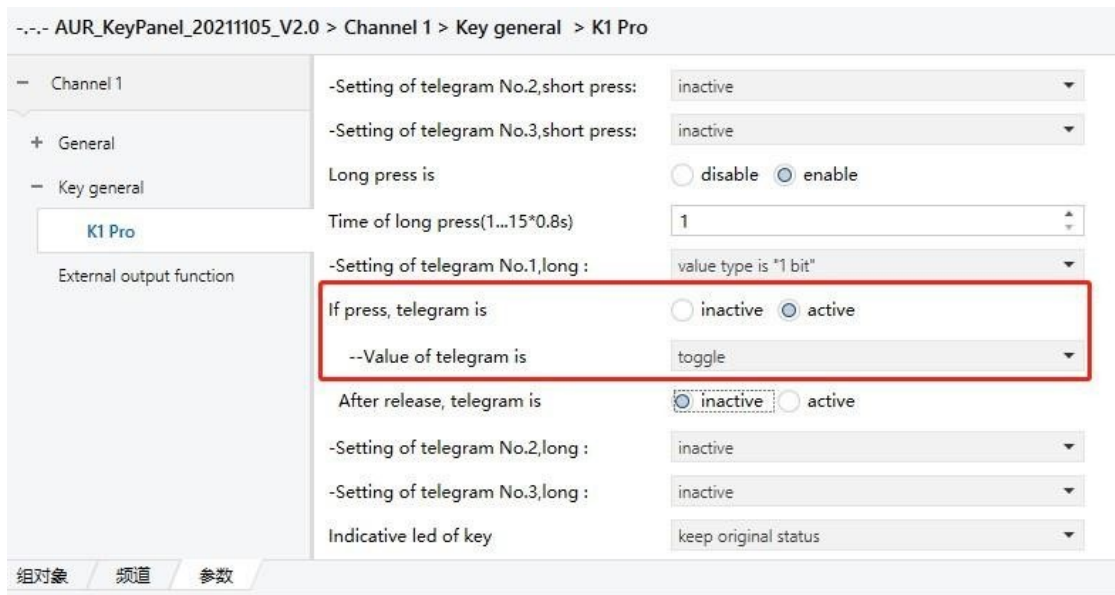 -.-.- AUR_KeyPanel_20211105_V2.0 > Channel 1 > Key general > K1 Pro
Channel 1
General
Key general
K1 Pro
External output function
-Setting of telegram No.2,short press: inactive
-Setting of telegram No.3,short press: inactive
Long press is disable enable
Time of long press(1...15*0.8s) 1
-Setting of telegram No.1,long : value type is "1 bit"
If press, telegram is inactive active
--Value of telegram is toggle
After release, telegram is inactive active
-Setting of telegram No.2,long : inactive
-Setting of telegram No.3,long : inactive
Indicative led of key keep original status
组对象 频道 参数